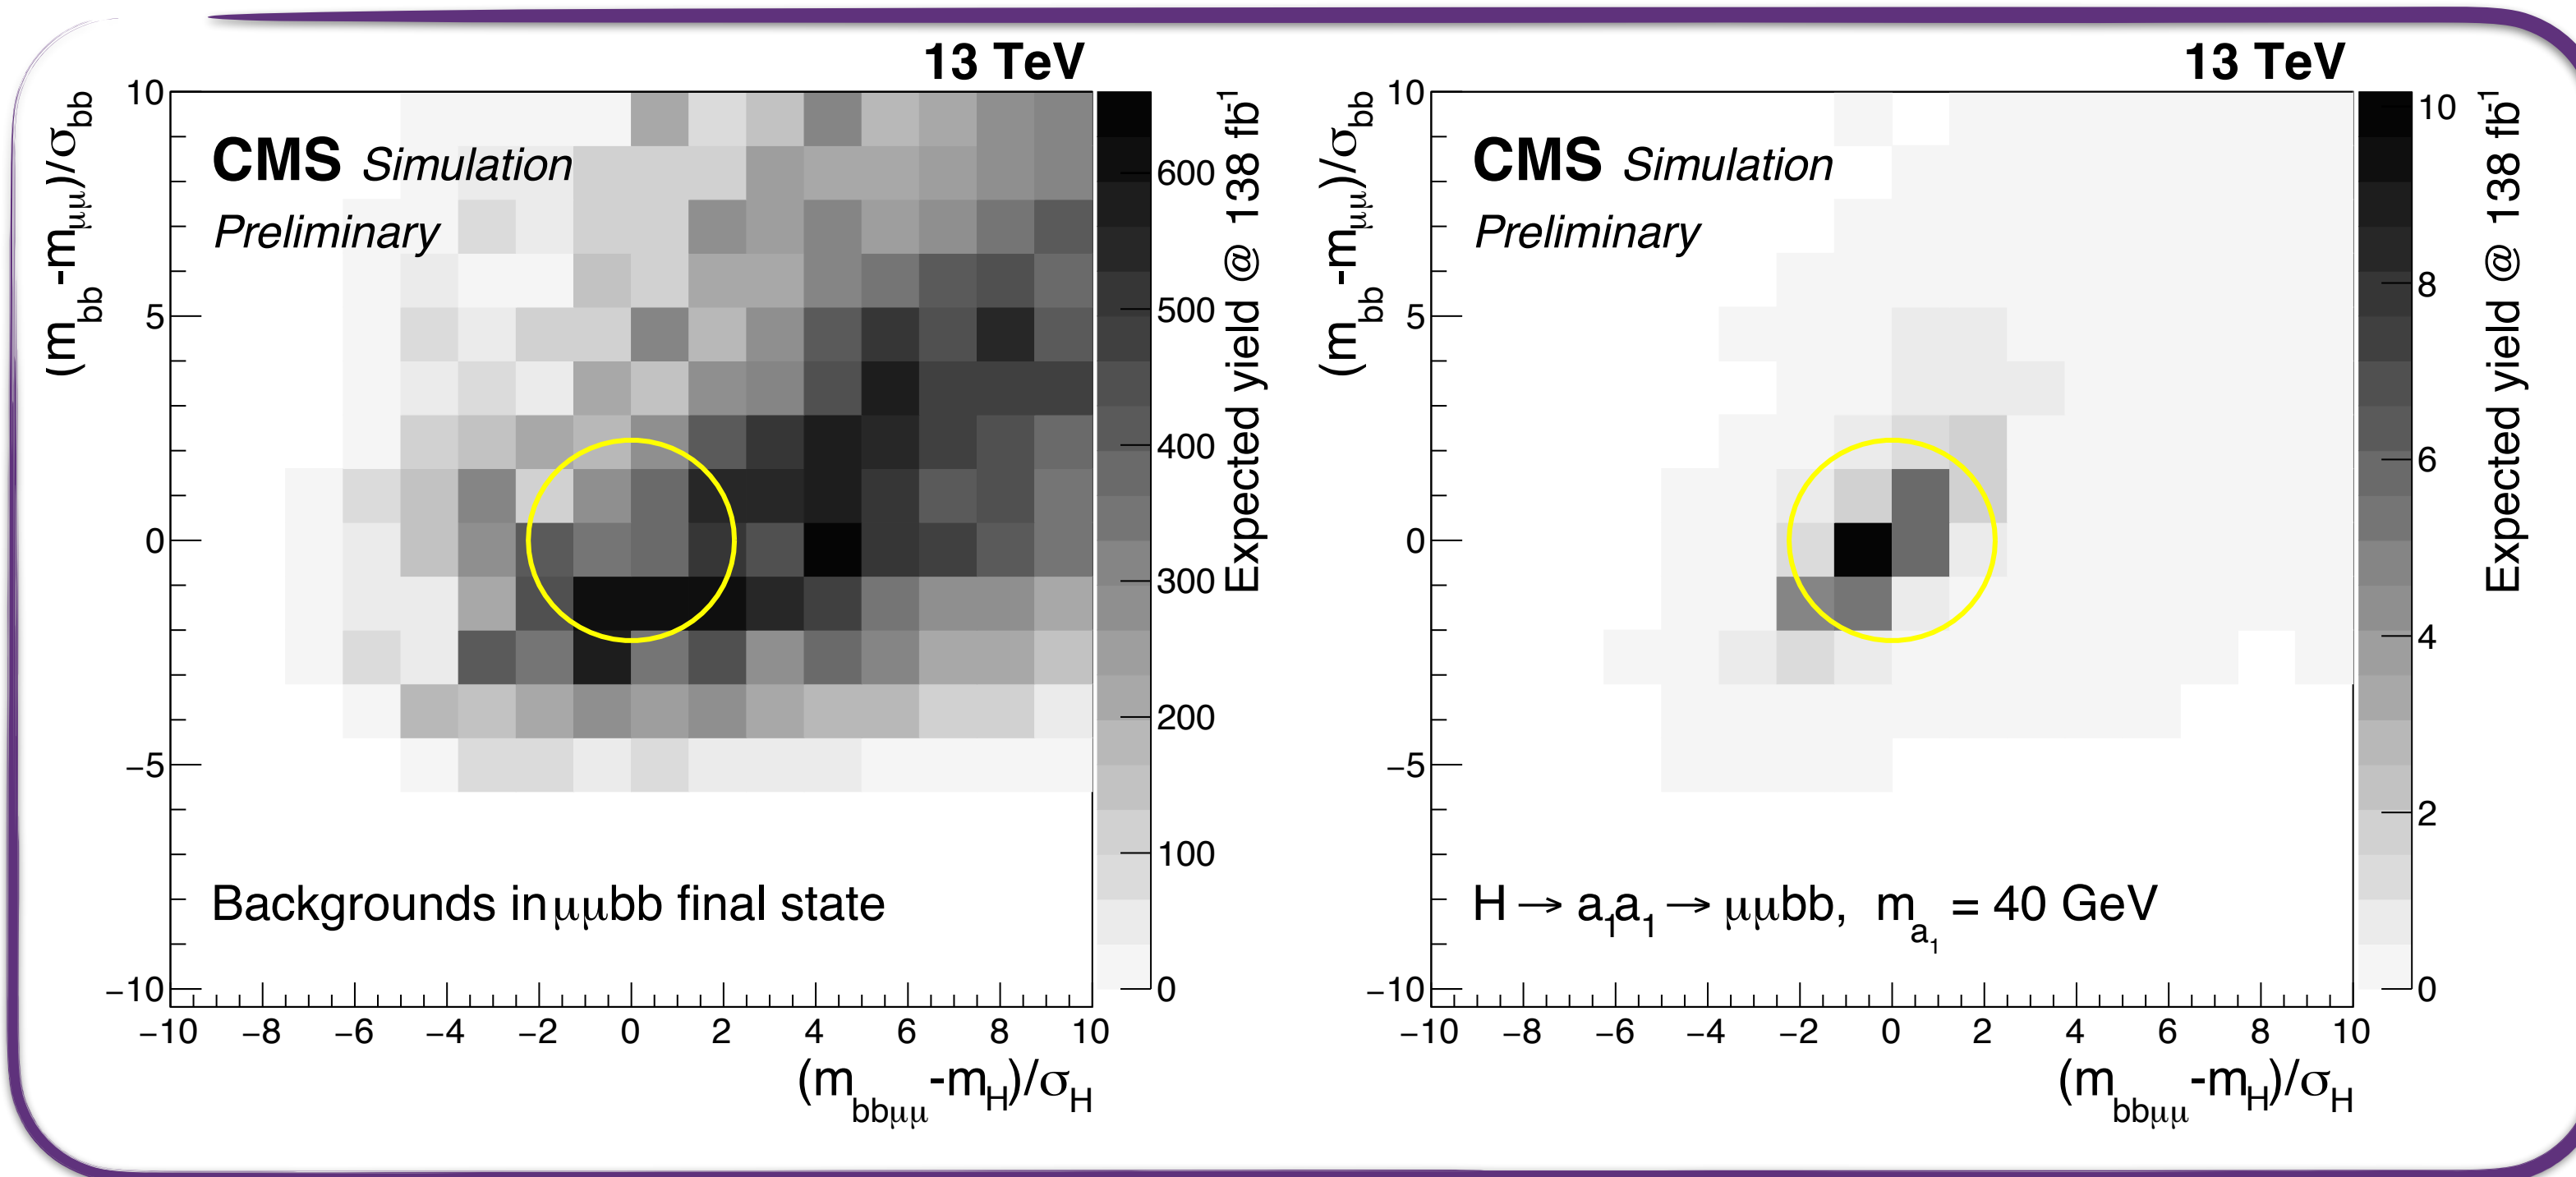 13 TeV
CMS Simulation
Preliminary
(m_bb -m_μμ)/σ_bb
10
5
0
−5
−10
−10 −8 −6 −4 −2 0 2 4 6 8 10
(m_bbμμ -m_H)/σ_H
Backgrounds in μμbb final state
600
500
400
300
200
100
0
Expected yield @ 138 fb⁻¹
13 TeV
CMS Simulation
Preliminary
(m_bb -m_μμ)/σ_bb
10
5
0
−5
−10
−10 −8 −6 −4 −2 0 2 4 6 8 10
(m_bbμμ -m_H)/σ_H
H → a₁a₁ → μμbb, m_a₁ = 40 GeV
10
8
6
4
2
0
Expected yield @ 138 fb⁻¹